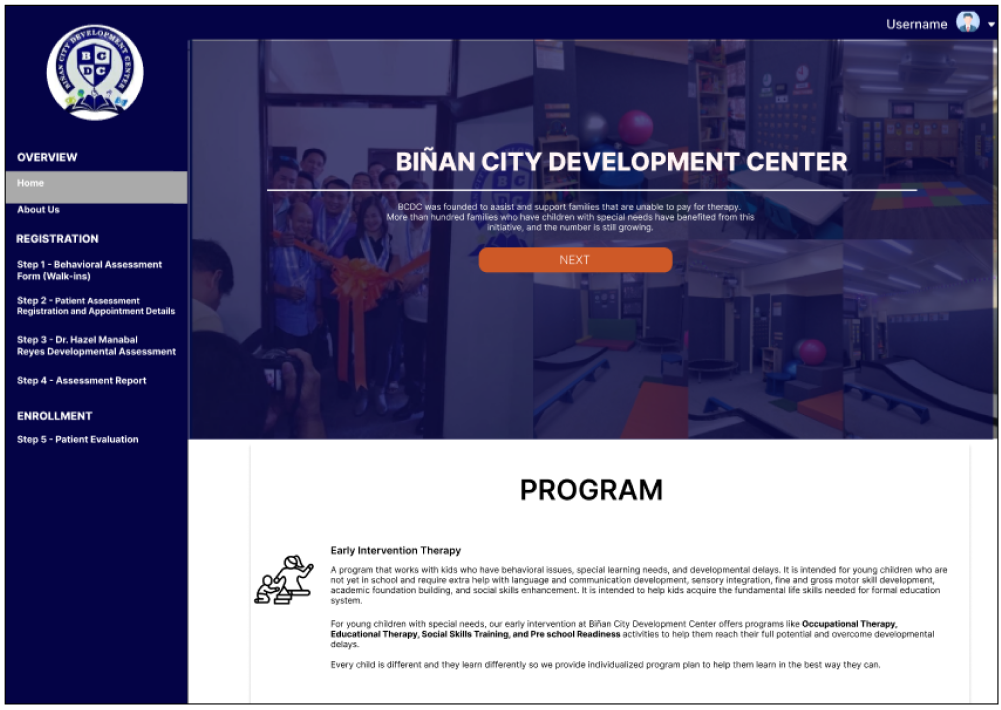 Username
BIÑAN CITY DEVELOPMENT CENTER
B C
D C
OVERVIEW
Home
About Us
REGISTRATION
Step 1 - Behavioral Assessment
Form (Walk-ins)
Step 2 - Patient Assessment
Registration and Appointment Details
Step 3 - Dr. Hazel Manabal
Reyes Developmental Assessment
Step 4 - Assessment Report
ENROLLMENT
Step 5 - Patient Evaluation
BIÑAN CITY DEVELOPMENT CENTER
BCDC was founded to aasist and support families that are unable to pay for therapy.
More than hundred families who have children with special needs have benefited from this
initiative, and the number is still growing.
NEXT
PROGRAM
Early Intervention Therapy
A program that works with kids who have behavioral issues, special learning needs, and developmental delays. It is intended for young children who are
not yet in school and require extra help with language and communication development, sensory integration, fine and gross motor skill development,
academic foundation building, and social skills enhancement. It is intended to help kids acquire the fundamental life skills needed for formal education
system.
For young children with special needs, our early intervention at Biñan City Development Center offers programs like Occupational Therapy,
Educational Therapy, Social Skills Training, and Pre school Readiness activities to help them reach their full potential and overcome developmental
delays.
Every child is different and they learn differently so we provide individualized program plan to help them learn in the best way they can.